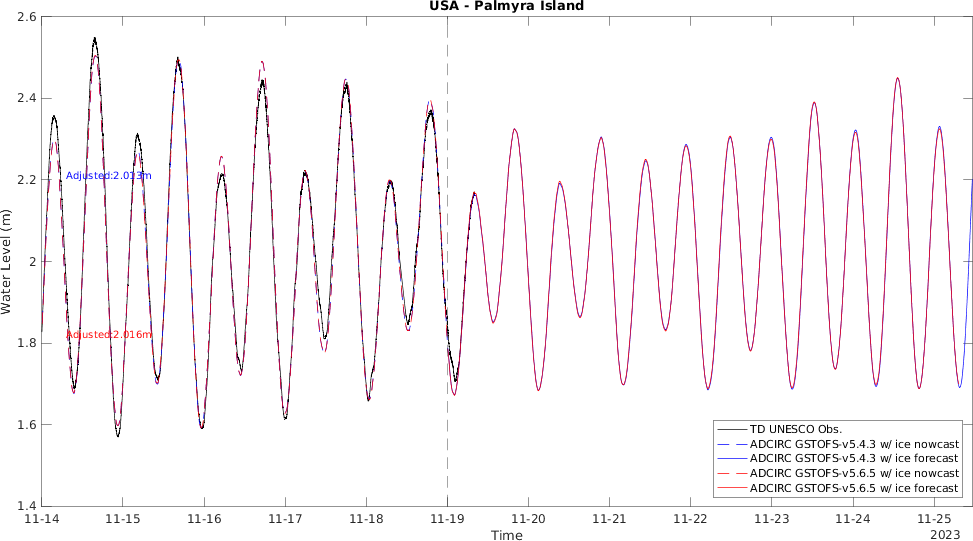 USA - Palmyra Island
2.6
2.4
2.2
2
1.8
1.6
1.4
Water Level (m)
Adjusted:2.013m
Adjusted:2.016m
TD UNESCO Obs.
ADCIRC GSTOFS-v5.4.3 w/ ice nowcast
ADCIRC GSTOFS-v5.4.3 w/ ice forecast
ADCIRC GSTOFS-v5.6.5 w/ ice nowcast
ADCIRC GSTOFS-v5.6.5 w/ ice forecast
11-14 11-15 11-16 11-17 11-18 11-19 11-20 11-21 11-22 11-23 11-24 11-25
2023
Time